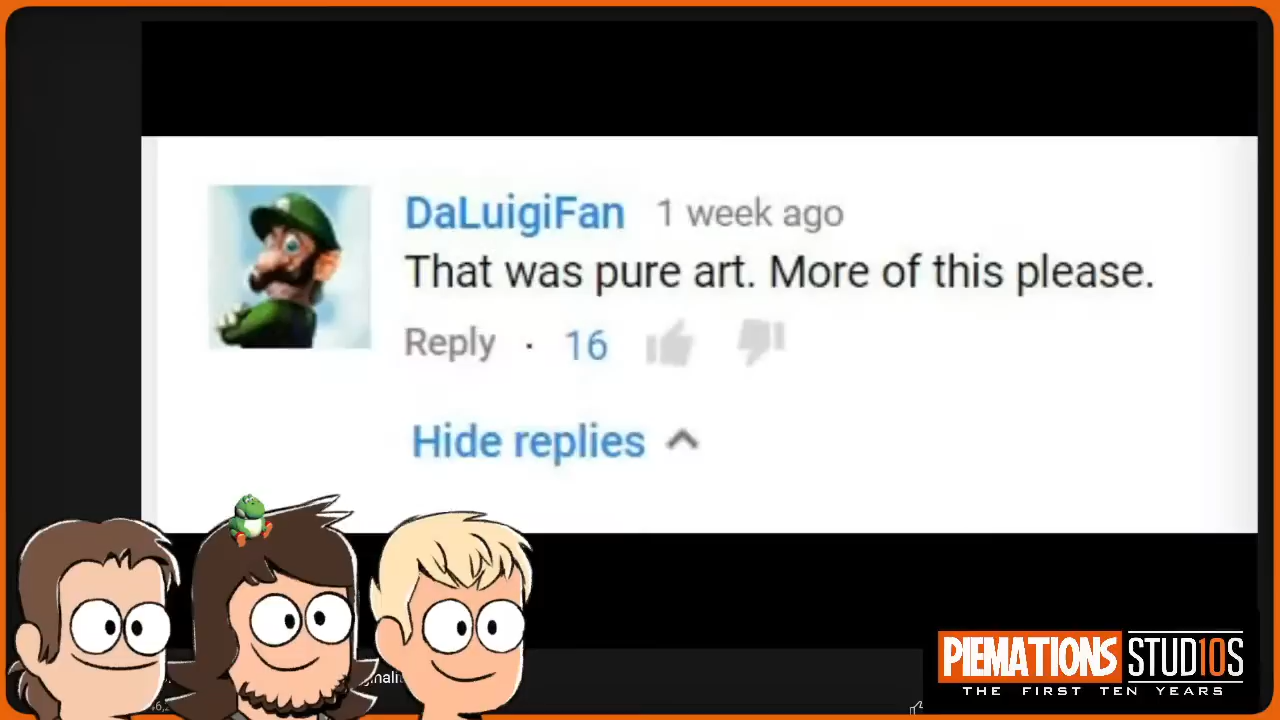 DaLuigiFan 1 week ago
That was pure art. More of this please.
Reply · 16
Hide replies
PIEMATIONS STUD10S
THE FIRST TEN YEARS